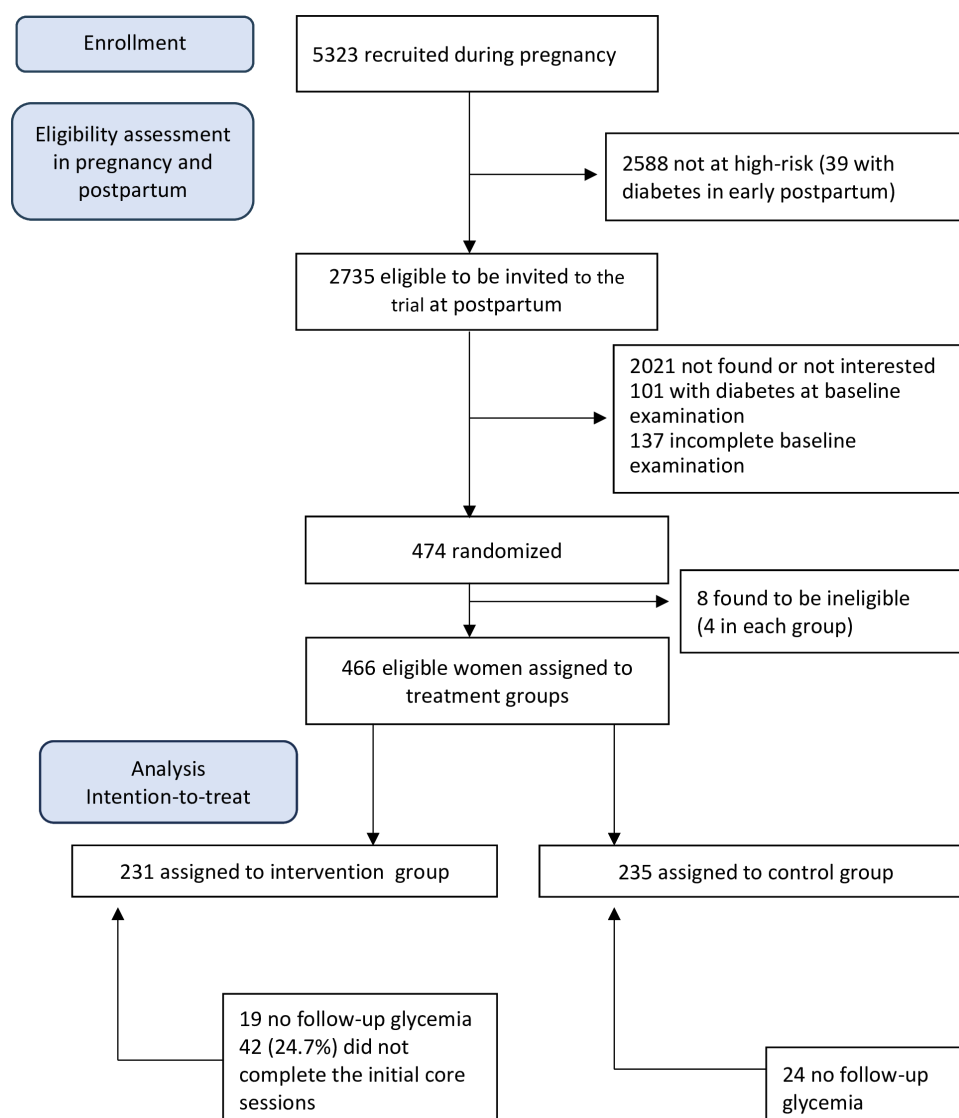 Enrollment
5323 recruited during pregnancy
Eligibility assessment
in pregnancy and
postpartum
2588 not at high-risk (39 with
diabetes in early postpartum)
2735 eligible to be invited to the
trial at postpartum
2021 not found or not interested
101 with diabetes at baseline
examination
137 incomplete baseline
examination
474 randomized
8 found to be ineligible
(4 in each group)
466 eligible women assigned to
treatment groups
Analysis
Intention-to-treat
231 assigned to intervention group
235 assigned to control group
19 no follow-up glycemia
42 (24.7%) did not
complete the initial core
sessions
24 no follow-up
glycemia